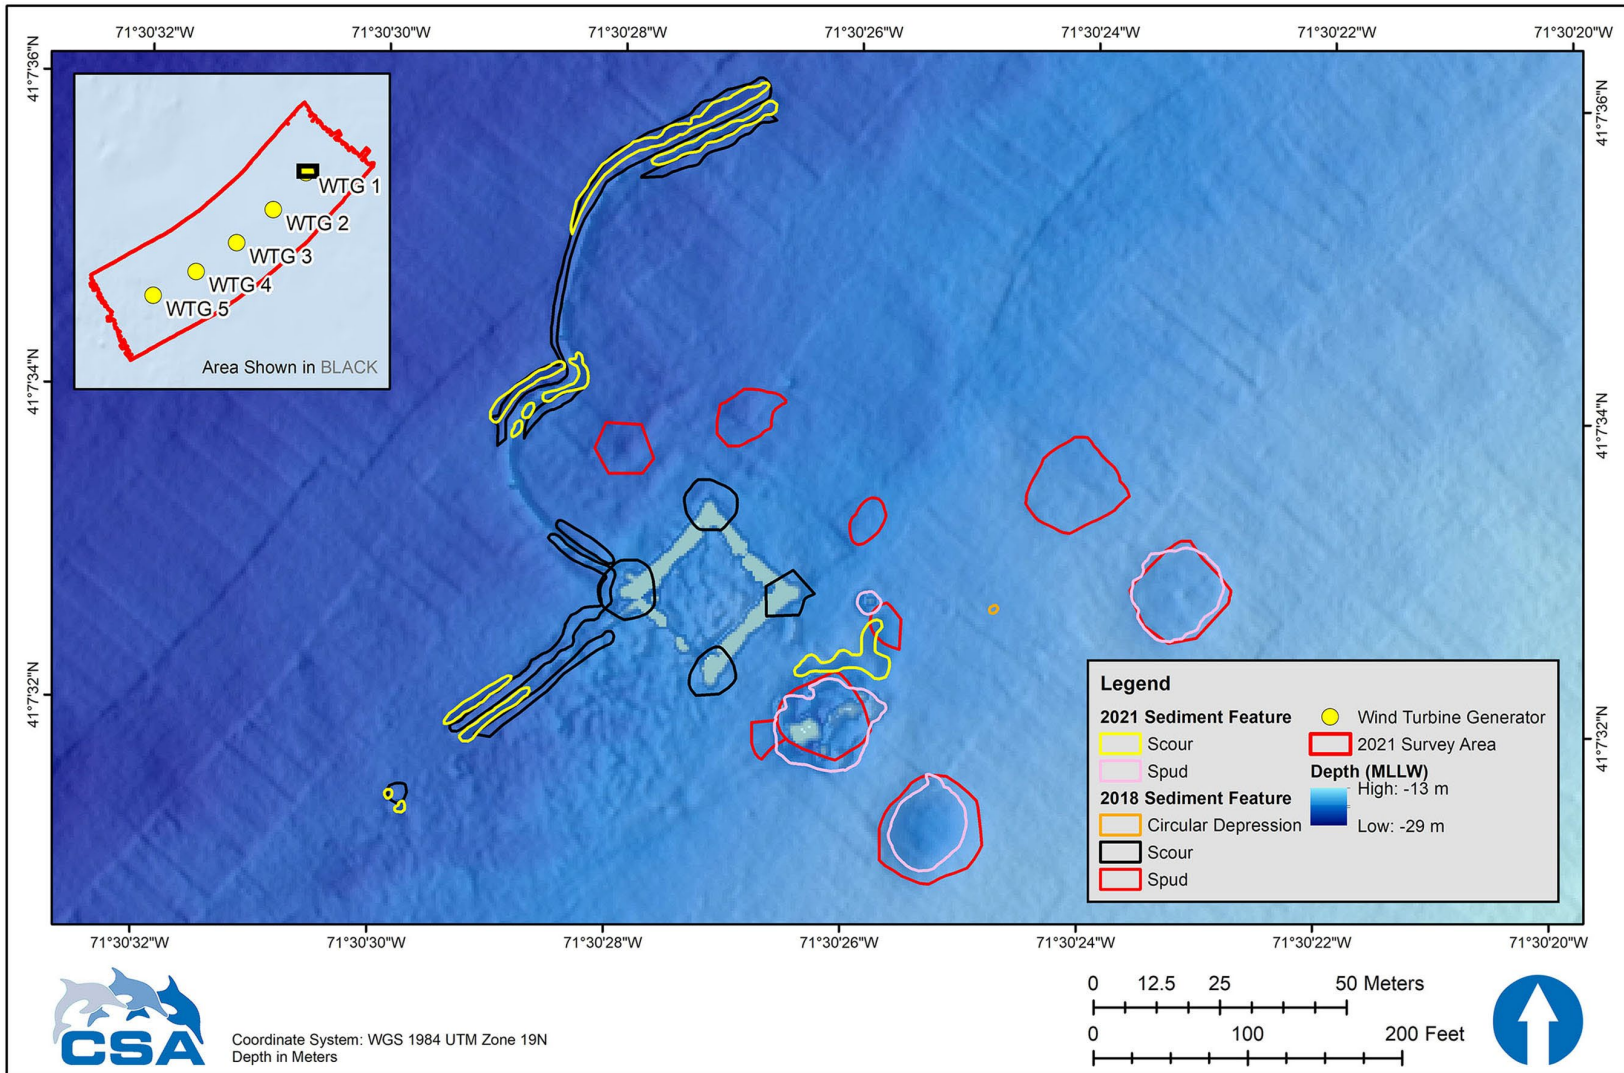 71°30'32"W 71°30'30"W 71°30'28"W 71°30'26"W 71°30'24"W 71°30'22"W 71°30'20"W
41°7'36"N
41°7'36"N
WTG 1
WTG 2
WTG 3
WTG 4
WTG 5
Area Shown in BLACK
41°7'34"N
41°7'34"N
41°7'32"N
41°7'32"N
Legend
2021 Sediment Feature
Scour
Spud
2018 Sediment Feature
Circular Depression
Scour
Spud
Wind Turbine Generator
2021 Survey Area
Depth (MLLW)
High: -13 m
Low: -29 m
71°30'32"W 71°30'30"W 71°30'28"W 71°30'26"W 71°30'24"W 71°30'22"W 71°30'20"W
CSA
Coordinate System: WGS 1984 UTM Zone 19N
Depth in Meters
0 12.5 25 50 Meters
0 100 200 Feet